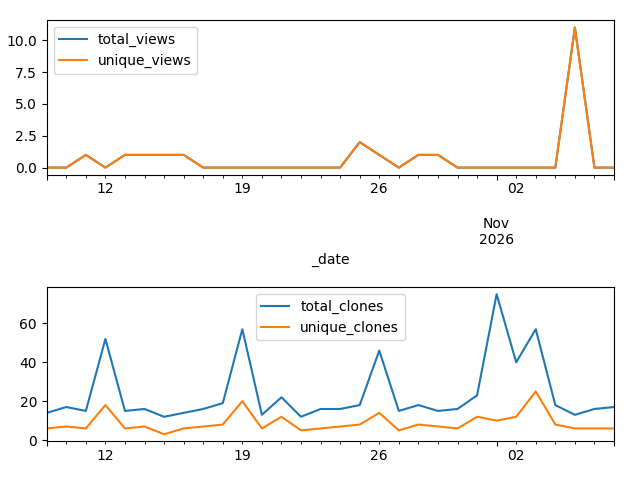 total_views
unique_views
10.0
7.5
5.0
2.5
0.0
12 19 26 02
Nov
2026
_date
total_clones
unique_clones
60
40
20
0
12 19 26 02